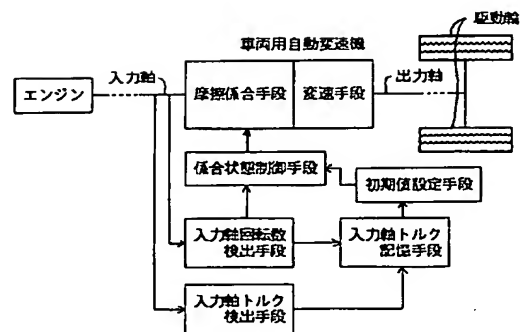 車両用自動変速機
駆動輪
入力軸
出力軸
エンジン
摩擦係合手段
変速手段
係合状態制御手段
初期値設定手段
入力軸回転数
検出手段
入力軸トルク
記憶手段
入力軸トルク
検出手段